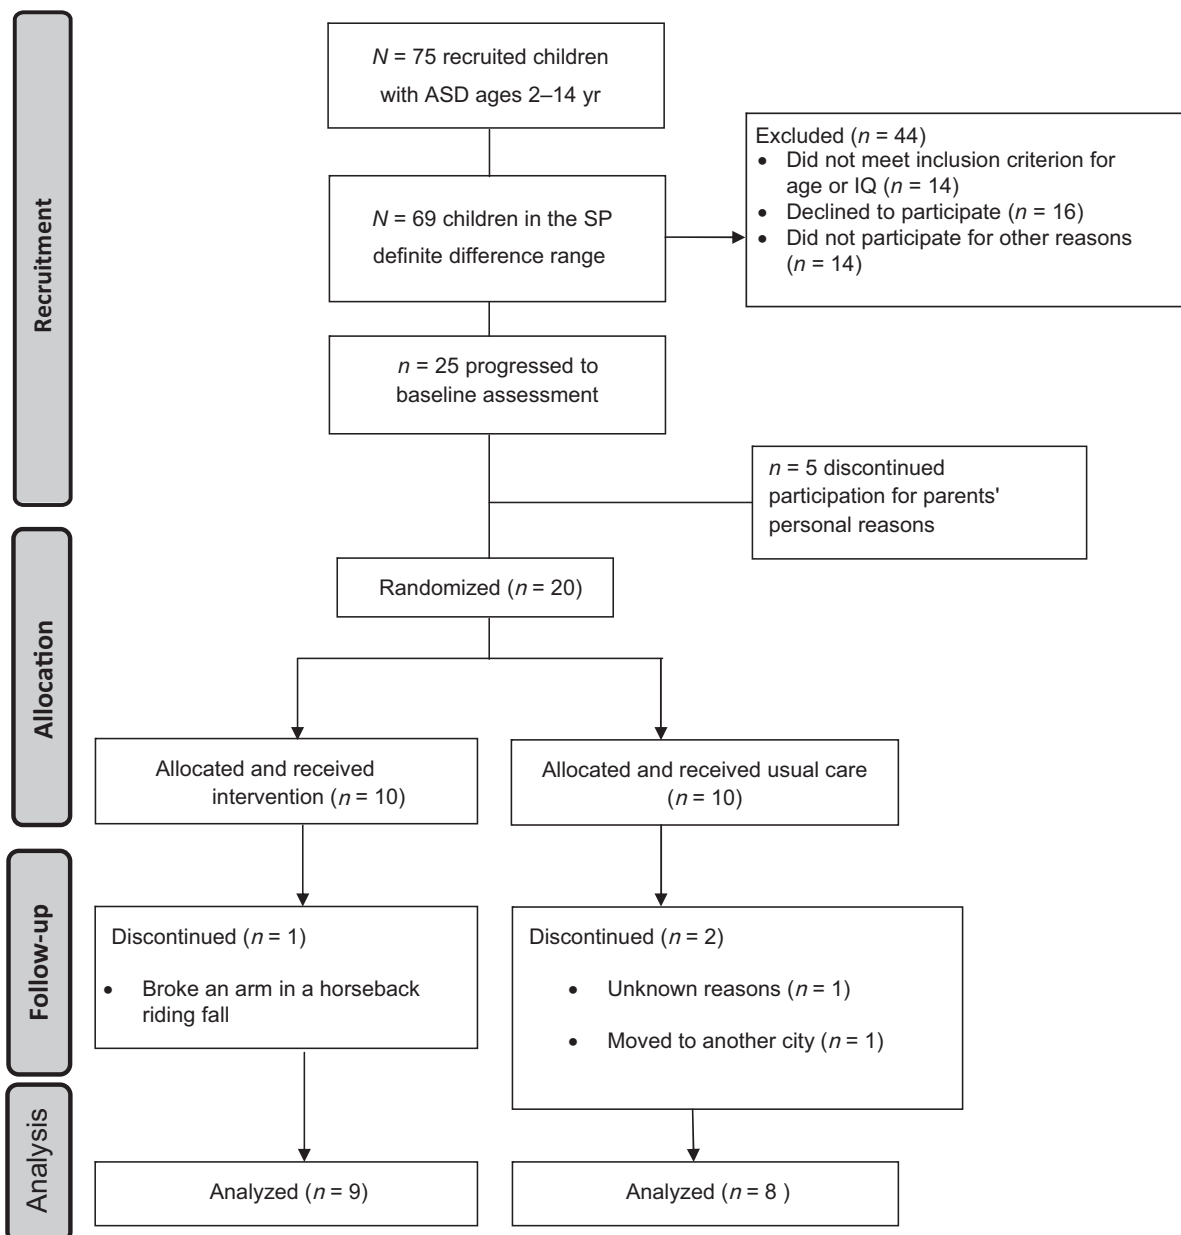 Recruitment
N = 75 recruited children
with ASD ages 2–14 yr
Excluded (n = 44)
• Did not meet inclusion criterion for
age or IQ (n = 14)
• Declined to participate (n = 16)
• Did not participate for other reasons
(n = 14)
N = 69 children in the SP
definite difference range
n = 25 progressed to
baseline assessment
n = 5 discontinued
participation for parents'
personal reasons
Allocation
Randomized (n = 20)
Allocated and received
intervention (n = 10)
Allocated and received usual care
(n = 10)
Follow-up
Discontinued (n = 1)
• Broke an arm in a horseback
riding fall
Discontinued (n = 2)
• Unknown reasons (n = 1)
• Moved to another city (n = 1)
Analysis
Analyzed (n = 9)
Analyzed (n = 8 )